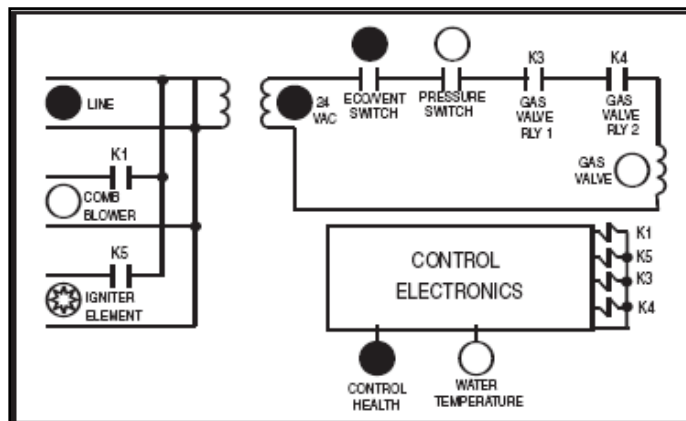 LINE
K1
COMB
BLOWER
K5
IGNITER
ELEMENT
24
VAC
ECO/VENT
SWITCH
PRESSURE
SWITCH
K3
GAS
VALVE
RLY 1
K4
GAS
VALVE
RLY 2
GAS
VALVE
CONTROL
ELECTRONICS
K1
K5
K3
K4
CONTROL
HEALTH
WATER
TEMPERATURE